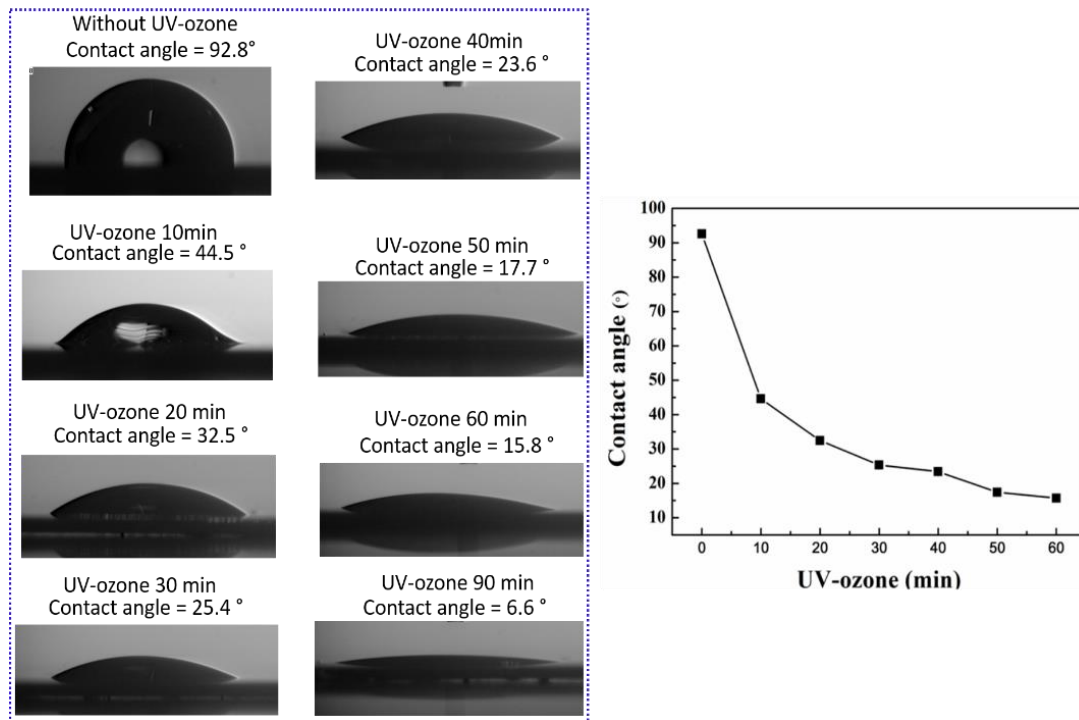 Without UV-ozone
Contact angle = 92.8°
UV-ozone 10min
Contact angle = 44.5 °
UV-ozone 20 min
Contact angle = 32.5 °
UV-ozone 30 min
Contact angle = 25.4 °
UV-ozone 40min
Contact angle = 23.6 °
UV-ozone 50 min
Contact angle = 17.7 °
UV-ozone 60 min
Contact angle = 15.8 °
UV-ozone 90 min
Contact angle = 6.6 °
Contact angle (°)
100
90
80
70
60
50
40
30
20
10
0 10 20 30 40 50 60
UV-ozone (min)